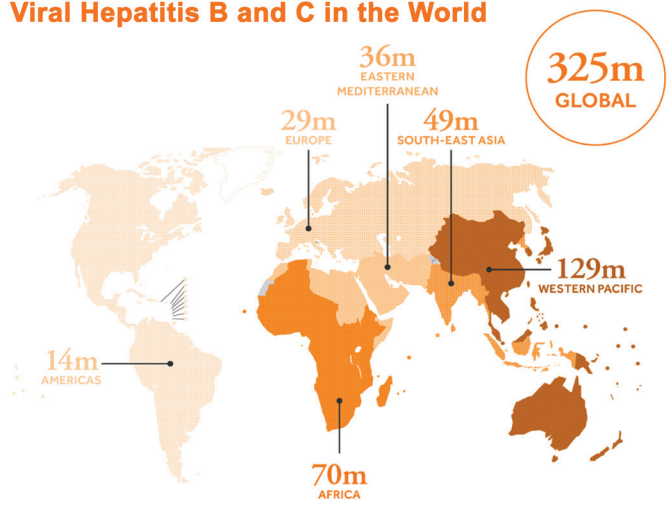 Viral Hepatitis B and C in the World
325m
GLOBAL
36m
EASTERN
MEDITERRANEAN
29m
EUROPE
49m
SOUTH-EAST ASIA
129m
WESTERN PACIFIC
14m
AMERICAS
70m
AFRICA